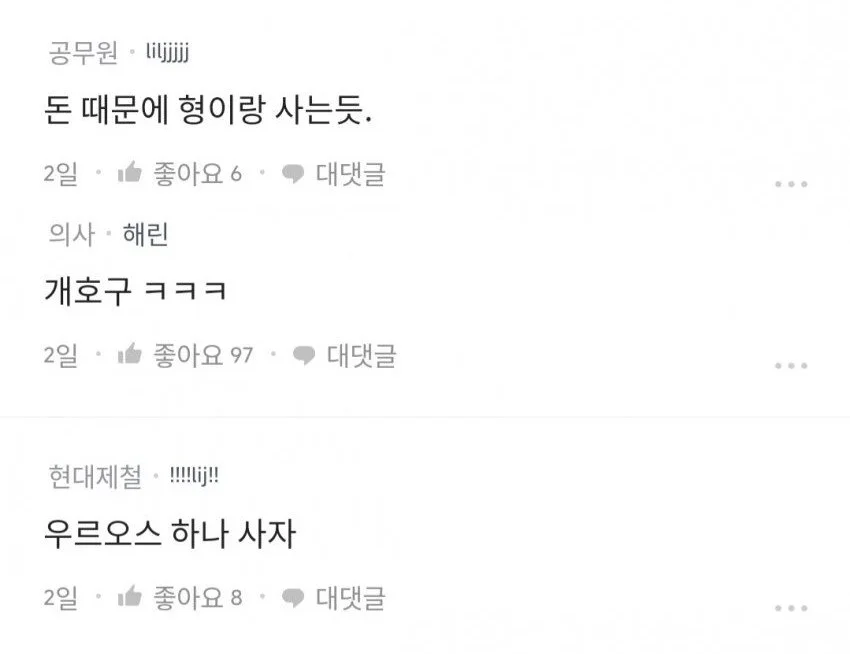 공무원 · liljjjjj
돈 때문에 형이랑 사는듯.
2일 · 좋아요 6 · 대댓글
의사 · 해린
개호구 ㅋㅋㅋ
2일 · 좋아요 97 · 대댓글
현대제철 · !!!!lij!!
우르오스 하나 사자
2일 · 좋아요 8 · 대댓글